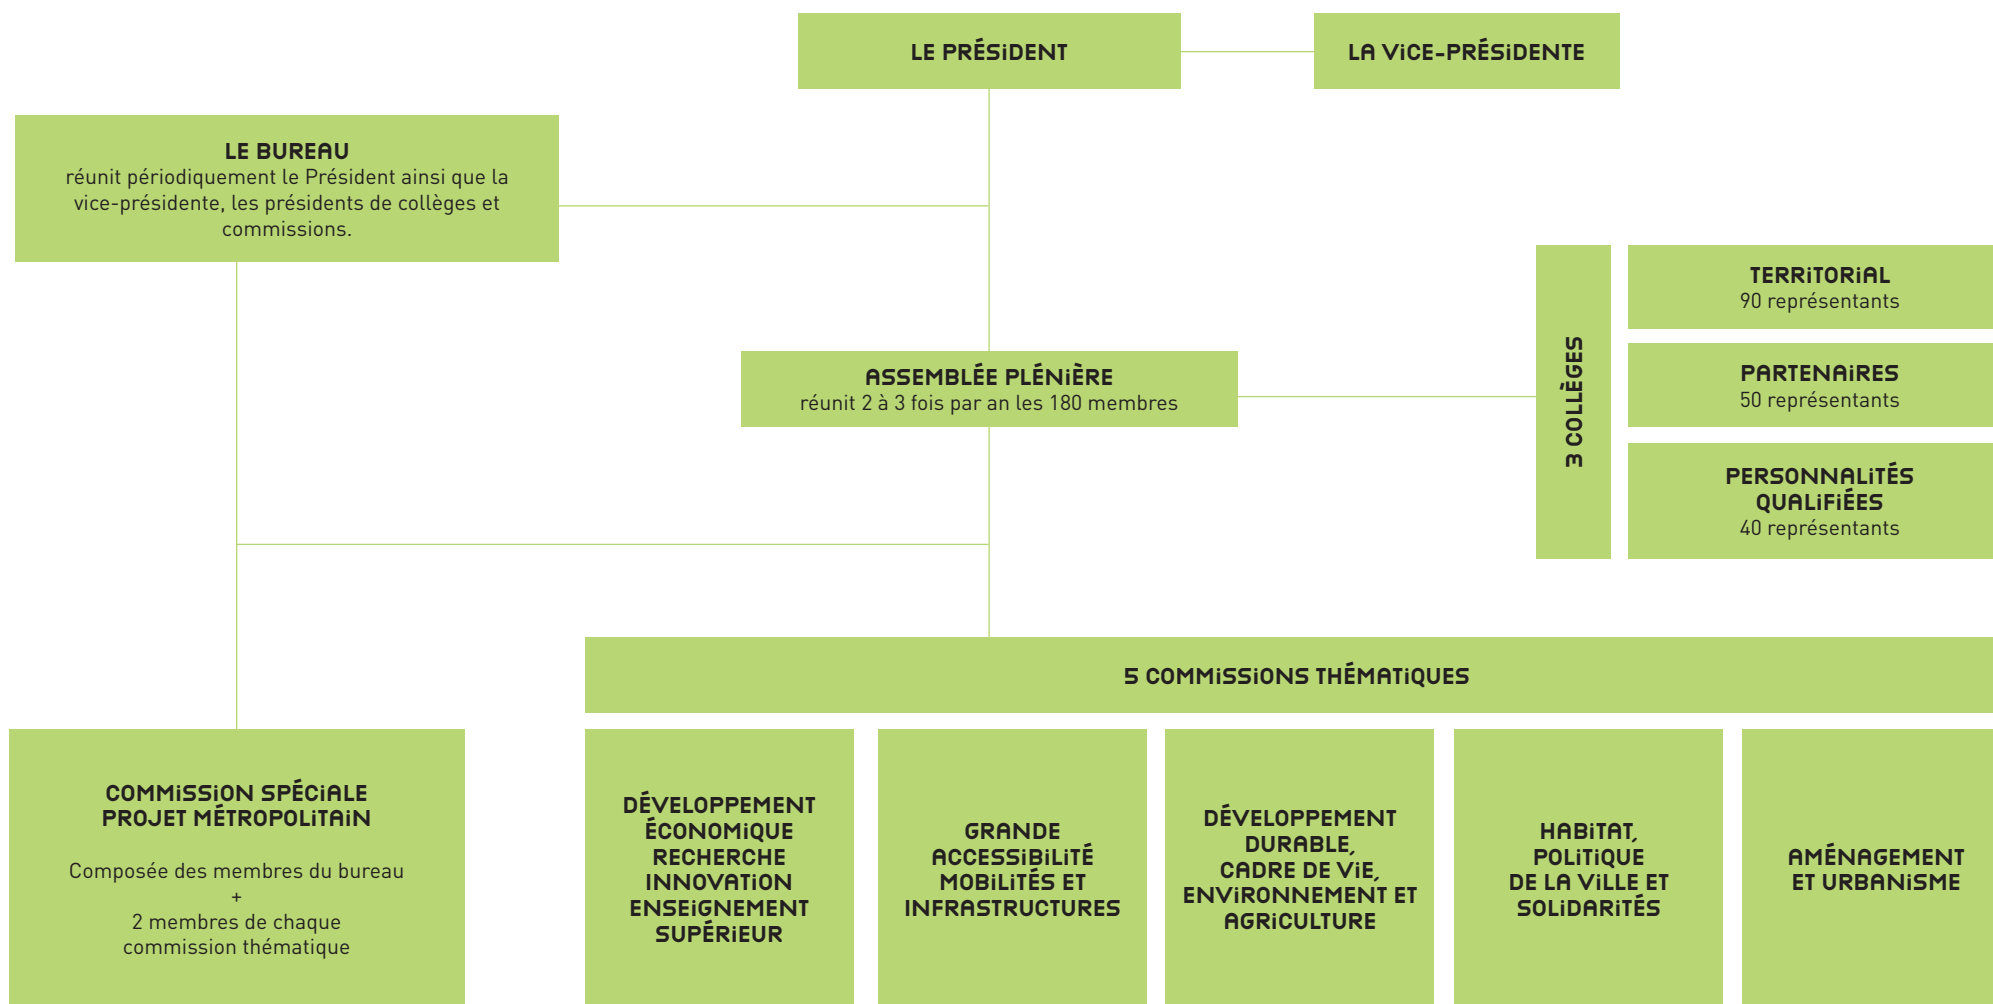 LE PRÉSiDENT
LA ViCE-PRÉSiDENTE
LE BUREAU
réunit périodiquement le Président ainsi que la
vice-présidente, les présidents de collèges et
commissions.
ASSEMBLÉE PLÉNiÈRE
réunit 2 à 3 fois par an les 180 membres
3 COLLÈGES
TERRiTORiAL
90 représentants
PARTENAiRES
50 représentants
PERSONNALiTÉS
QUALiFiÉES
40 représentants
5 COMMiSSiONS THÉMATiQUES
COMMiSSiON SPÉCiALE
PROJET MÉTROPOLiTAiN
Composée des membres du bureau
+
2 membres de chaque
commission thématique
DÉVELOPPEMENT
ÉCONOMiQUE
RECHERCHE
INNOVATiON
ENSEiGNEMENT
SUPÉRiEUR
GRANDE
ACCESSiBiLiTÉ
MOBiLiTÉS ET
INFRASTRUCTURES
DÉVELOPPEMENT
DURABLE,
CADRE DE ViE,
ENViRONNEMENT ET
AGRiCULTURE
HABiTAT,
POLiTiQUE
DE LA ViLLE ET
SOLiDARiTÉS
AMÉNAGEMENT
ET URBANiSME